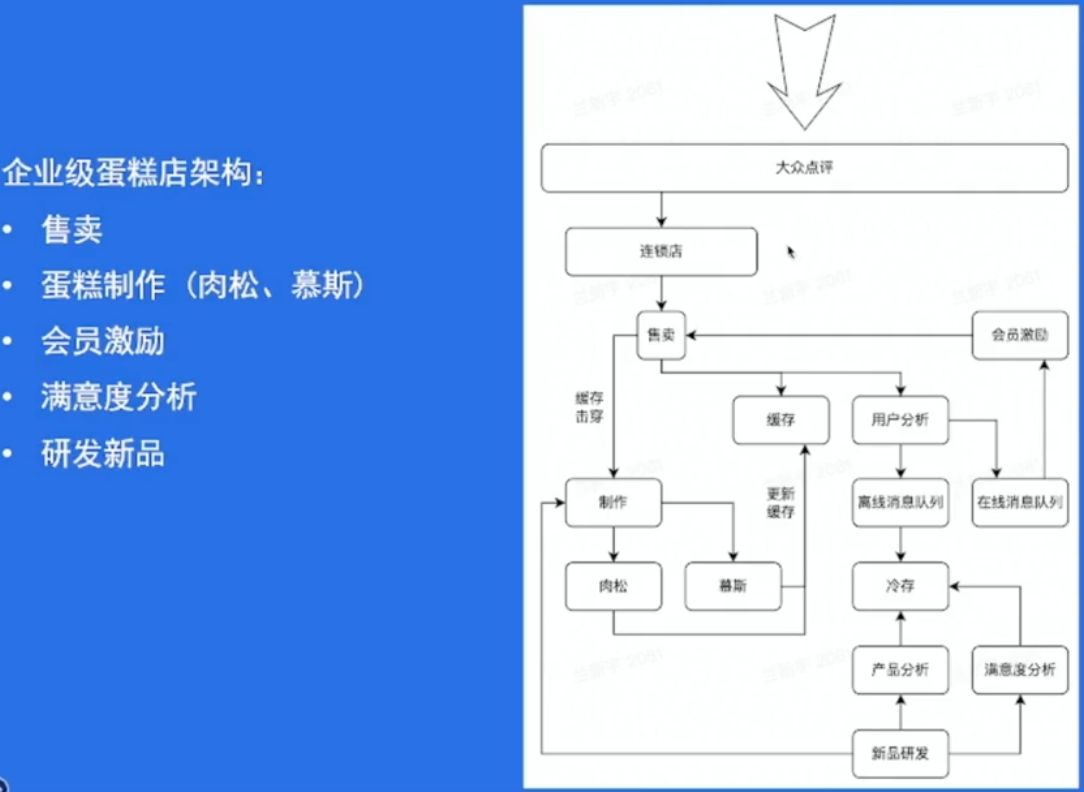 企业级蛋糕店架构：
• 售卖
• 蛋糕制作（肉松、慕斯）
• 会员激励
• 满意度分析
• 研发新品
大众点评
连锁店
售卖
会员激励
缓存
击穿
缓存
用户分析
制作
更新
缓存
离线消息队列
在线消息队列
肉松
慕斯
冷存
产品分析
满意度分析
新品研发